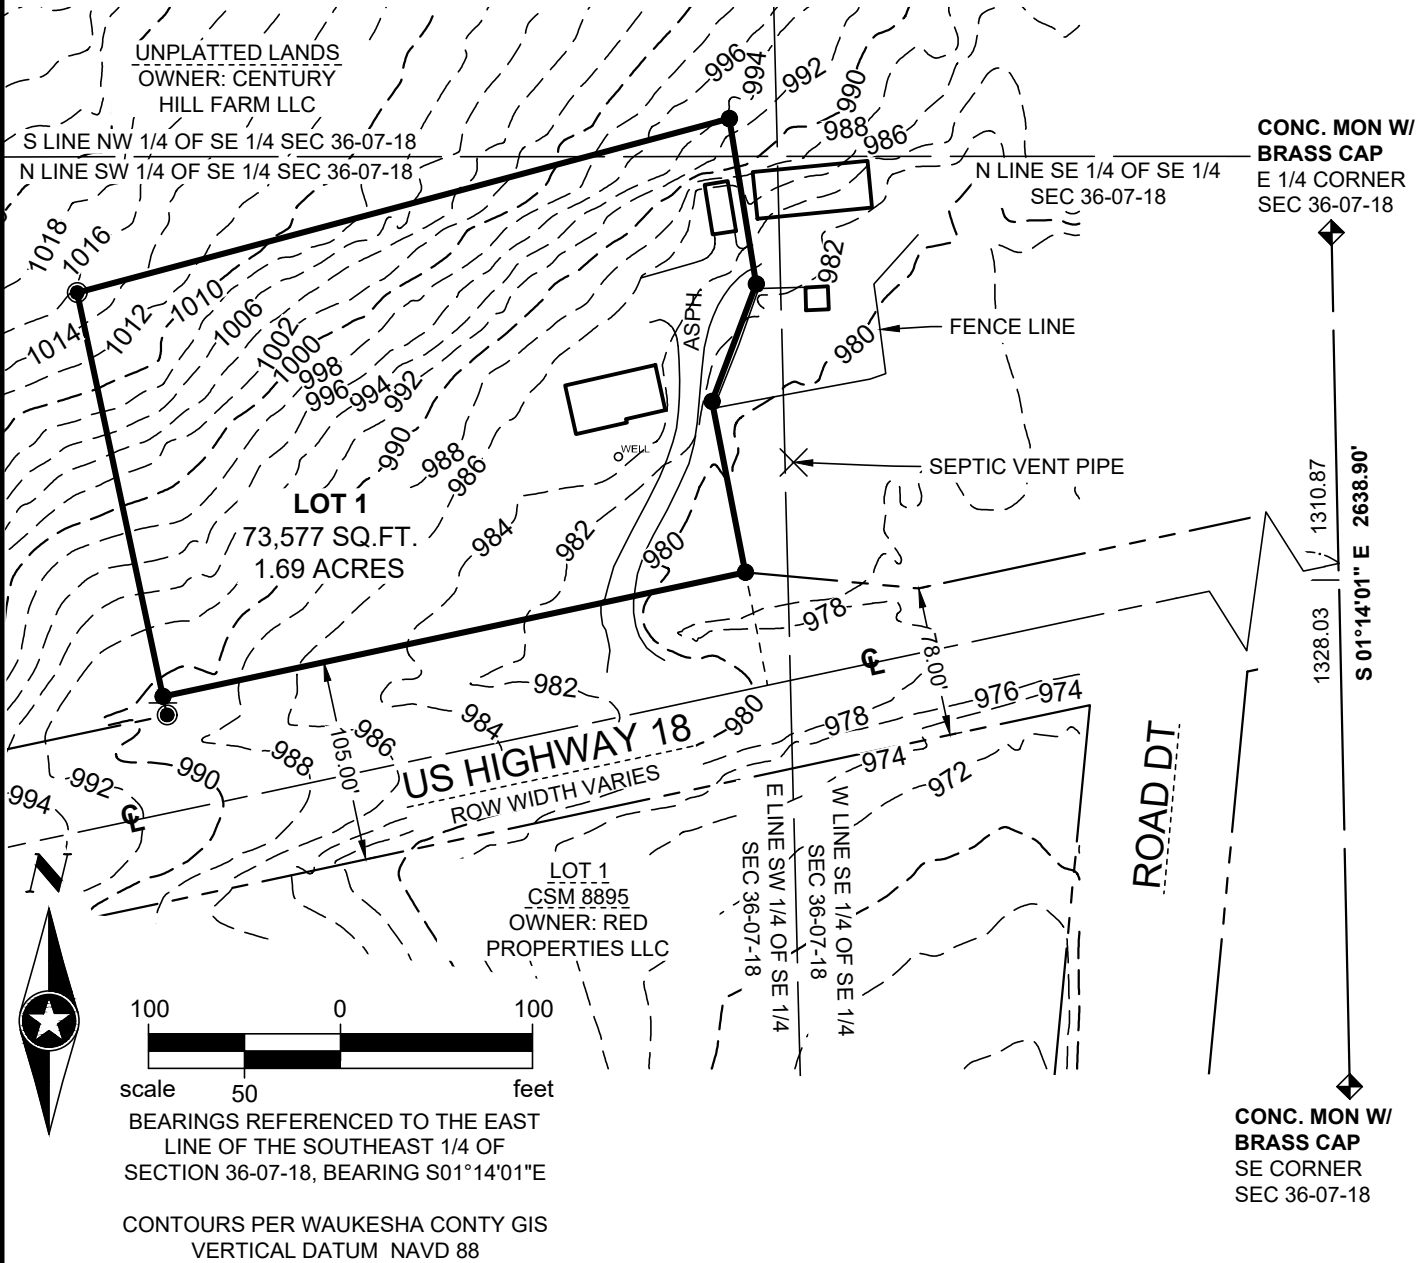 UNPLATTED LANDS
OWNER: CENTURY
HILL FARM LLC
S LINE NW 1/4 OF SE 1/4 SEC 36-07-18
N LINE SW 1/4 OF SE 1/4 SEC 36-07-18
996
994
992
990
988
986
N LINE SE 1/4 OF SE 1/4
SEC 36-07-18
CONC. MON W/
BRASS CAP
E 1/4 CORNER
SEC 36-07-18
1018
1016
1014
1012
1010
1006
1002
1000
998
996
994
992
990
988
986
984
982
980
ASPH
982
980
FENCE LINE
WELL
SEPTIC VENT PIPE
LOT 1
73,577 SQ.FT.
1.69 ACRES
1310.87
1328.03
S 01°14'01" E 2638.90'
978
78.00'
976
974
978
974
972
980
982
984
986
988
990
992
994
105.00'
US HIGHWAY 18
ROW WIDTH VARIES
CL
CL
ROAD DT
E LINE SW 1/4 OF SE 1/4
SEC 36-07-18
W LINE SE 1/4 OF SE 1/4
SEC 36-07-18
LOT 1
CSM 8895
OWNER: RED
PROPERTIES LLC
N
100 0 100
scale 50 feet
BEARINGS REFERENCED TO THE EAST
LINE OF THE SOUTHEAST 1/4 OF
SECTION 36-07-18, BEARING S01°14'01"E
CONTOURS PER WAUKESHA CONTY GIS
VERTICAL DATUM NAVD 88
CONC. MON W/
BRASS CAP
SE CORNER
SEC 36-07-18